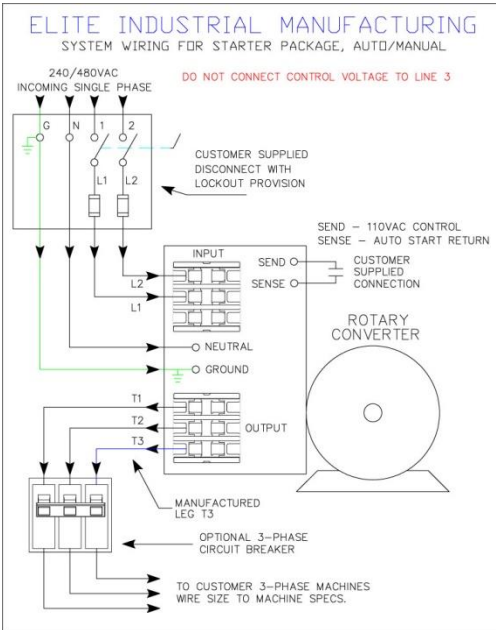 ELITE INDUSTRIAL MANUFACTURING
SYSTEM WIRING FOR STARTER PACKAGE, AUTO/MANUAL
240/480VAC
INCOMING SINGLE PHASE
DO NOT CONNECT CONTROL VOLTAGE TO LINE 3
G N 1 2
CUSTOMER SUPPLIED
DISCONNECT WITH
LOCKOUT PROVISION
L1 L2
SEND - 110VAC CONTROL
SENSE - AUTO START RETURN
INPUT
SEND
SENSE
CUSTOMER
SUPPLIED
CONNECTION
L2
L1
ROTARY
CONVERTER
NEUTRAL
GROUND
T1
T2
T3
OUTPUT
MANUFACTURED
LEG T3
OPTIONAL 3-PHASE
CIRCUIT BREAKER
TO CUSTOMER 3-PHASE MACHINES
WIRE SIZE TO MACHINE SPECS.